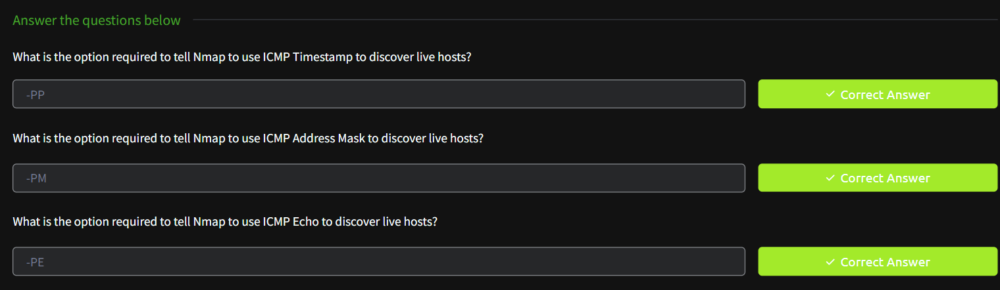 Answer the questions below
What is the option required to tell Nmap to use ICMP Timestamp to discover live hosts?
-PP
✓ Correct Answer
What is the option required to tell Nmap to use ICMP Address Mask to discover live hosts?
-PM
✓ Correct Answer
What is the option required to tell Nmap to use ICMP Echo to discover live hosts?
-PE
✓ Correct Answer